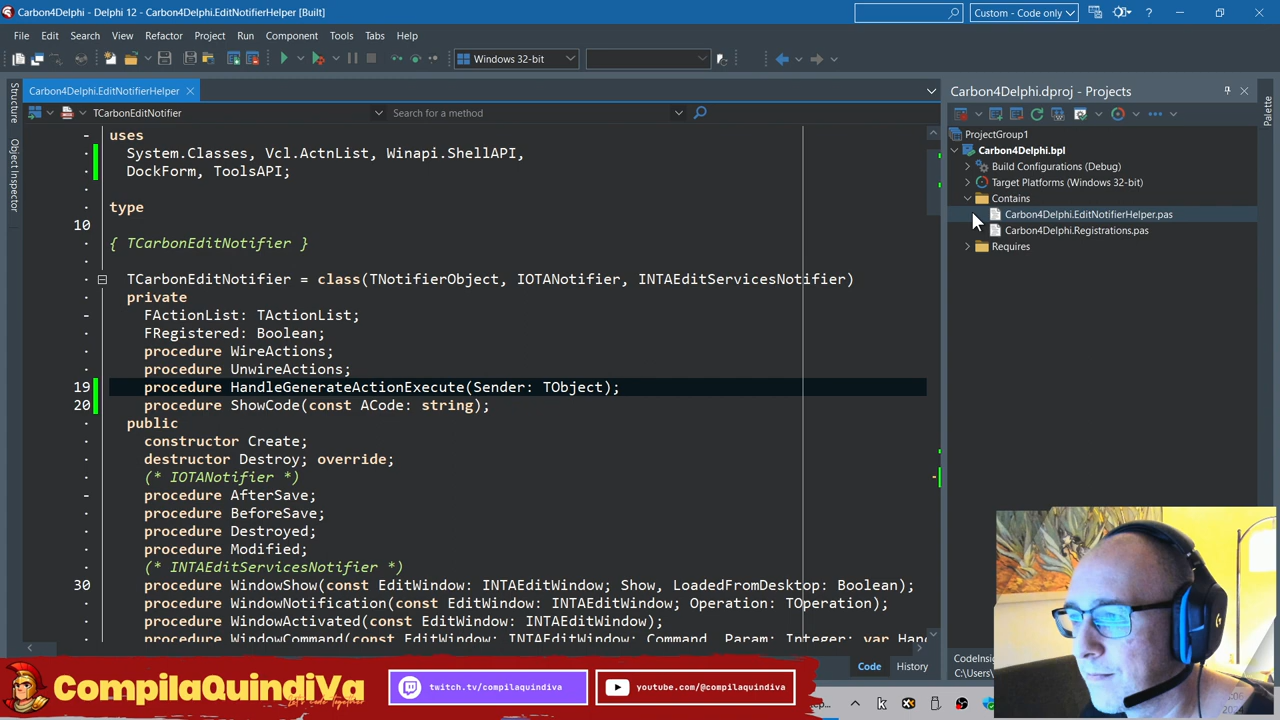 Carbon4Delphi - Delphi 12 - Carbon4Delphi.EditNotifierHelper [Built]
Custom - Code only
File Edit Search View Refactor Project Run Component Tools Tabs Help
Windows 32-bit
Carbon4Delphi.EditNotifierHelper
TCarbonEditNotifier
Search for a method
Structure
Object Inspector
uses
System.Classes, Vcl.ActnList, Winapi.ShellAPI,
DockForm, ToolsAPI;
type
10
{ TCarbonEditNotifier }
TCarbonEditNotifier = class(TNotifierObject, IOTANotifier, INTAEditServicesNotifier)
private
FActionList: TActionList;
FRegistered: Boolean;
procedure WireActions;
procedure UnwireActions;
19 procedure HandleGenerateActionExecute(Sender: TObject);
20 procedure ShowCode(const ACode: string);
public
constructor Create;
destructor Destroy; override;
(* IOTANotifier *)
procedure AfterSave;
procedure BeforeSave;
procedure Destroyed;
procedure Modified;
(* INTAEditServicesNotifier *)
30 procedure WindowShow(const EditWindow: INTAEditWindow; Show, LoadedFromDesktop: Boolean);
procedure WindowNotification(const EditWindow: INTAEditWindow; Operation: TOperation);
procedure WindowActivated(const EditWindow: INTAEditWindow);
procedure WindowCommand(const EditWindow: INTAEditWindow; Command, Param: Integer; var Han
Code History
Carbon4Delphi.dproj - Projects
Palette
ProjectGroup1
Carbon4Delphi.bpl
Build Configurations (Debug)
Target Platforms (Windows 32-bit)
Contains
Carbon4Delphi.EditNotifierHelper.pas
Carbon4Delphi.Registrations.pas
Requires
CodeInsi
C:\Users\
CompilaQuindiVa
Let's code together
twitch.tv/compilaquindiva
youtube.com/@compilaquindiva